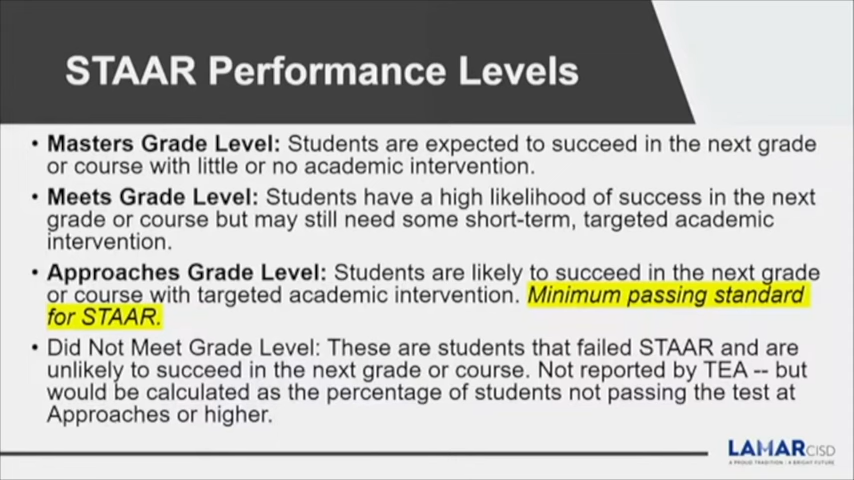 STAAR Performance Levels
• Masters Grade Level: Students are expected to succeed in the next grade
or course with little or no academic intervention.
• Meets Grade Level: Students have a high likelihood of success in the next
grade or course but may still need some short-term, targeted academic
intervention.
• Approaches Grade Level: Students are likely to succeed in the next grade
or course with targeted academic intervention. Minimum passing standard
for STAAR.
• Did Not Meet Grade Level: These are students that failed STAAR and are
unlikely to succeed in the next grade or course. Not reported by TEA -- but
would be calculated as the percentage of students not passing the test at
Approaches or higher.
LAMARCISD
A PROUD TRADITION | A BRIGHT FUTURE